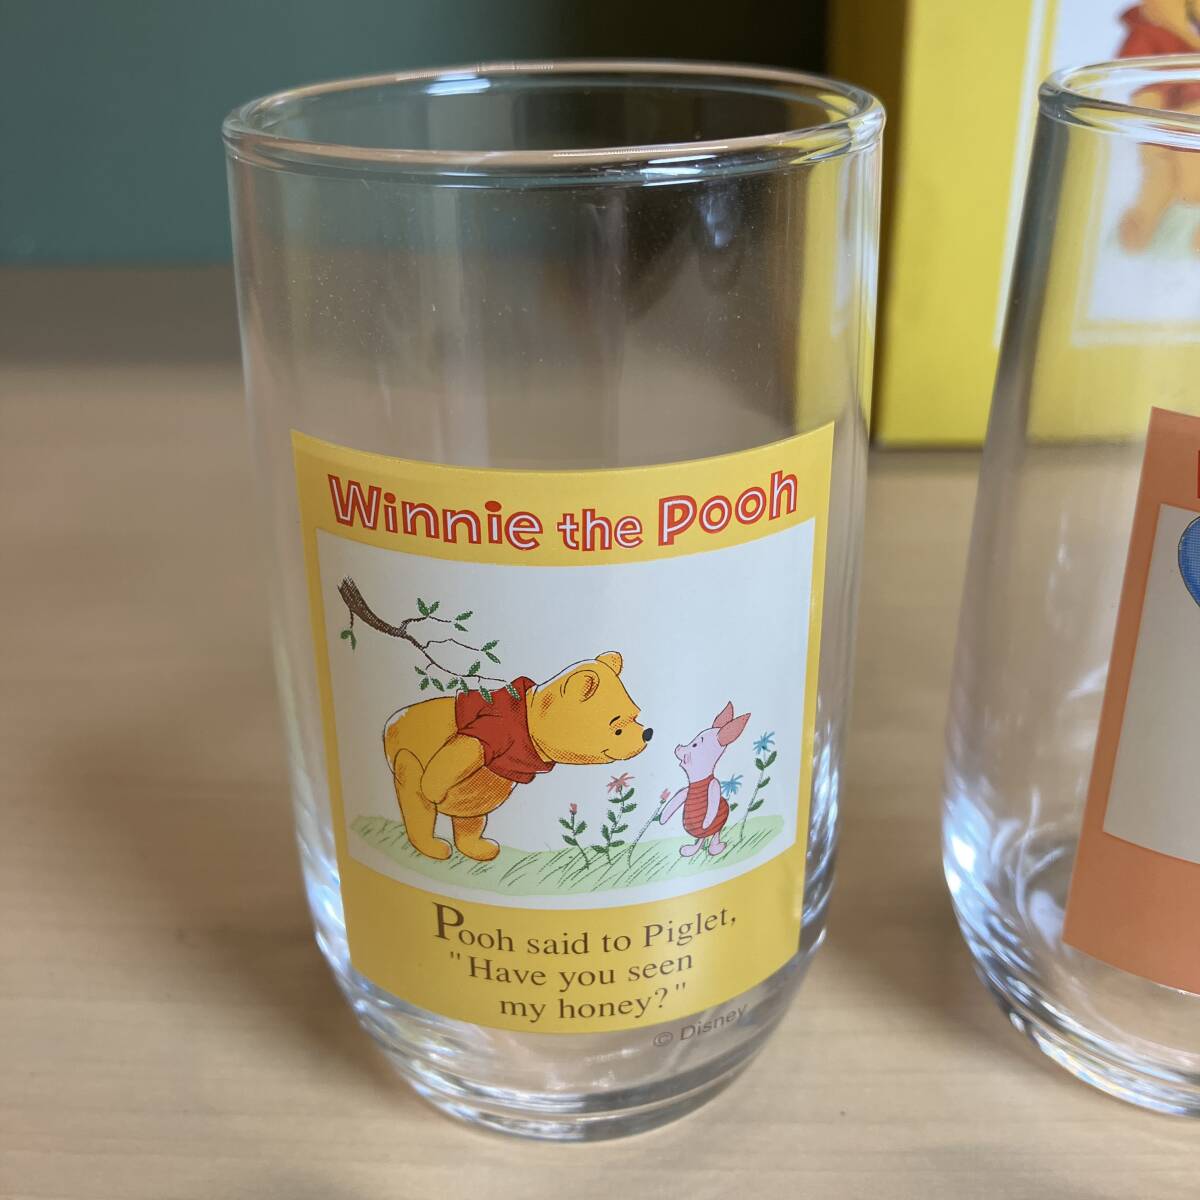 Winnie the Pooh
Pooh said to Piglet,
"Have you seen
my honey?"
© Disney